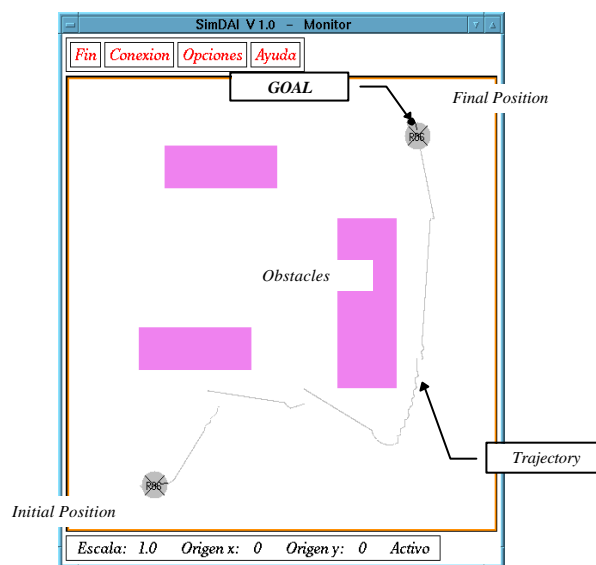 SimDAI V 1.0 - Monitor
Fin Conexion Opciones Ayuda
GOAL
Final Position
R06
Obstacles
Trajectory
R06
Initial Position
Escala: 1.0 Origen x: 0 Origen y: 0 Activo